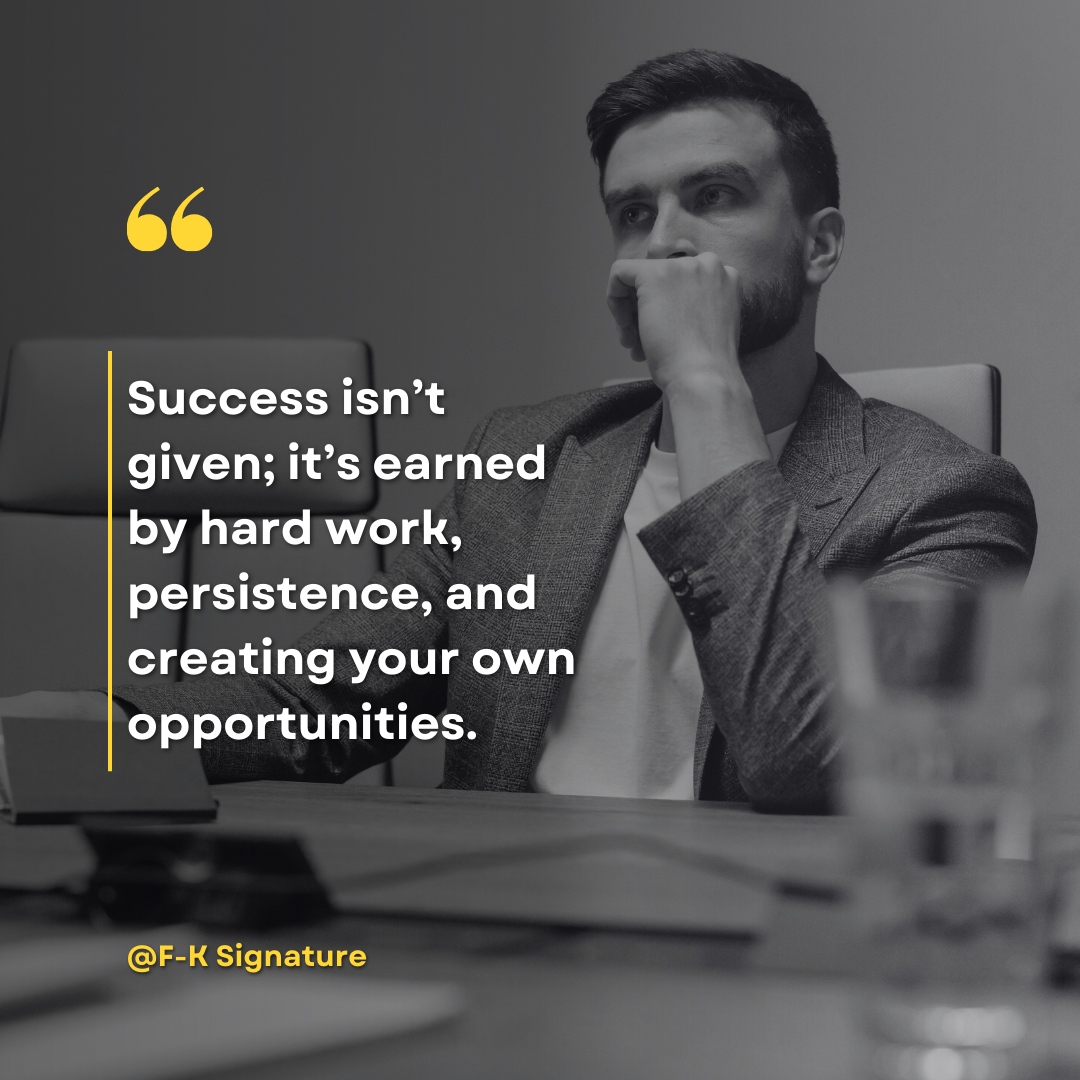 “
Success isn’t
given; it’s earned
by hard work,
persistence, and
creating your own
opportunities.
@F-K Signature